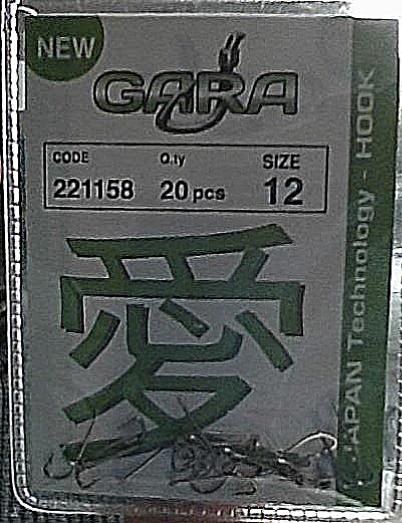 NEW
GARA
CODE Q.ty SIZE
221158 20 pcs 12
愛
JAPAN Technology - HOOK